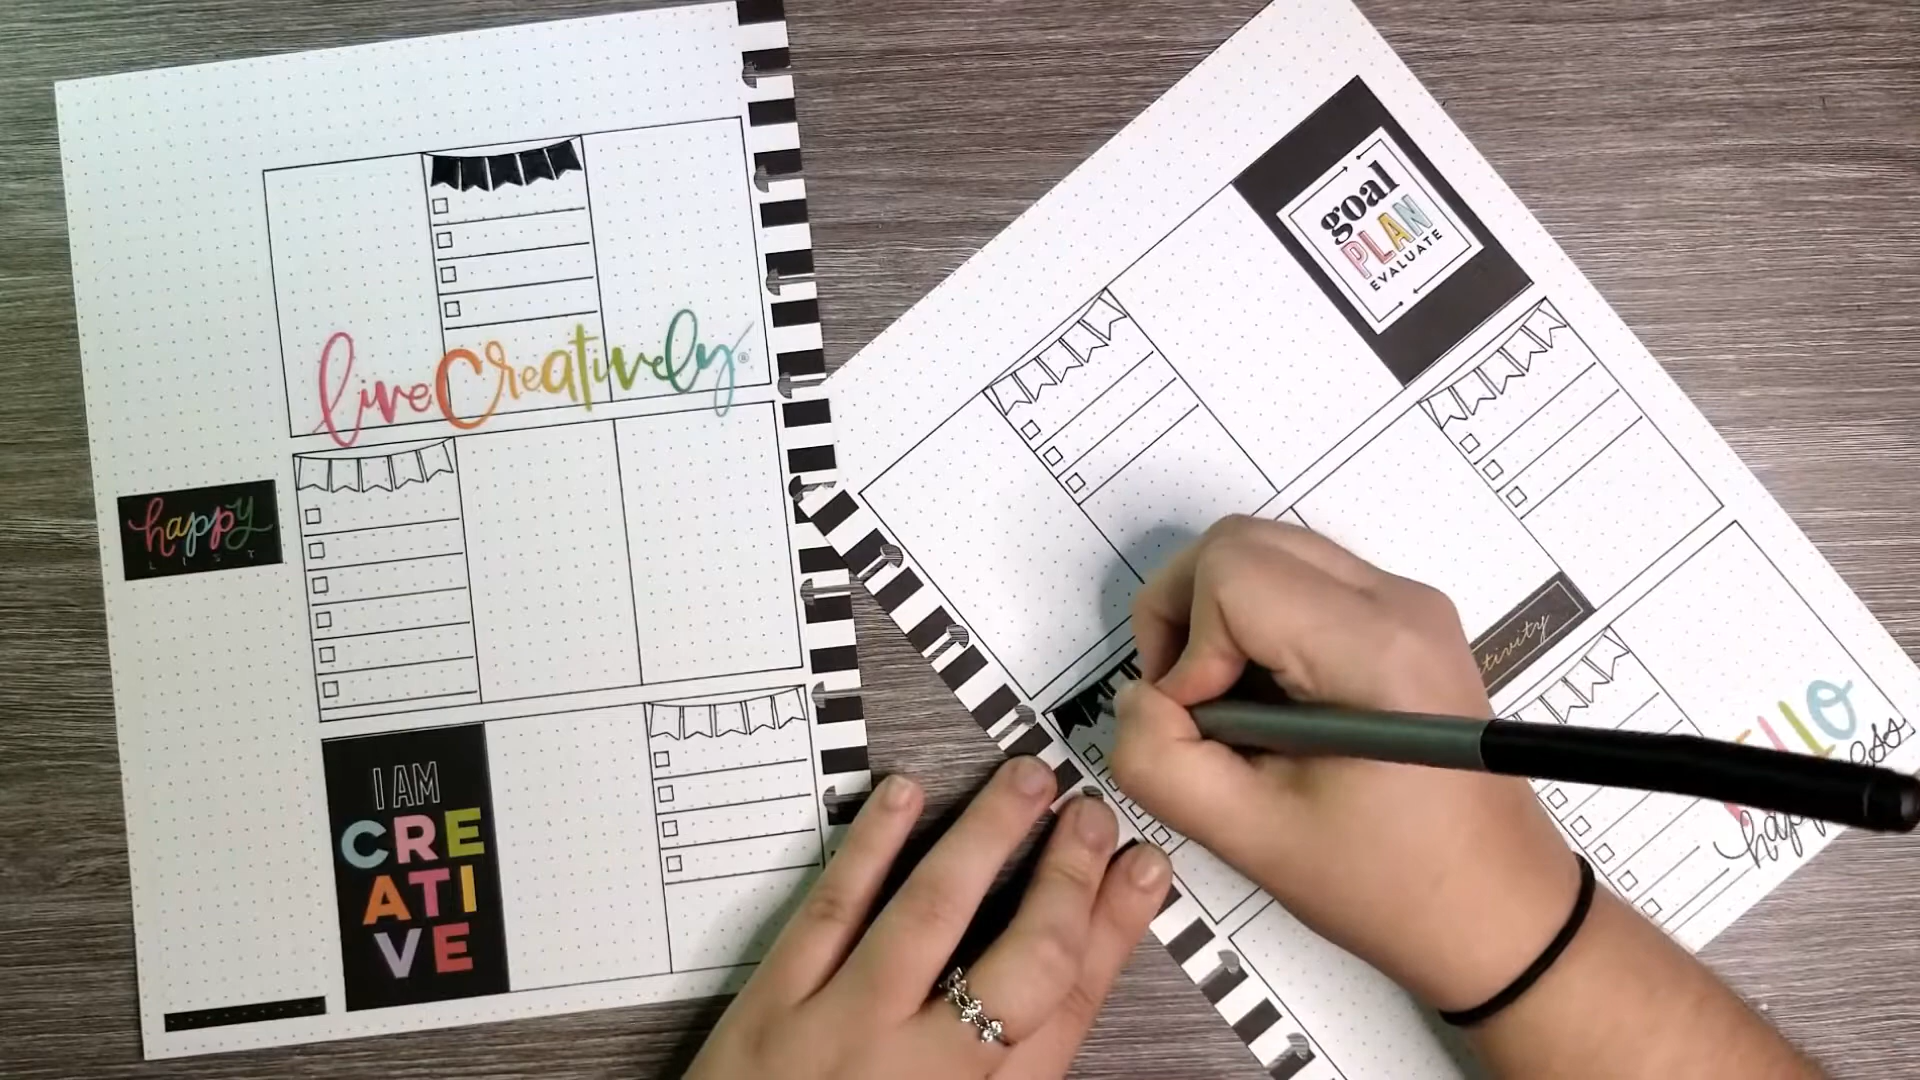 live Creatively®
happy
LIST
I AM
CRE
ATI
VE
goal
PLAN
EVALUATE